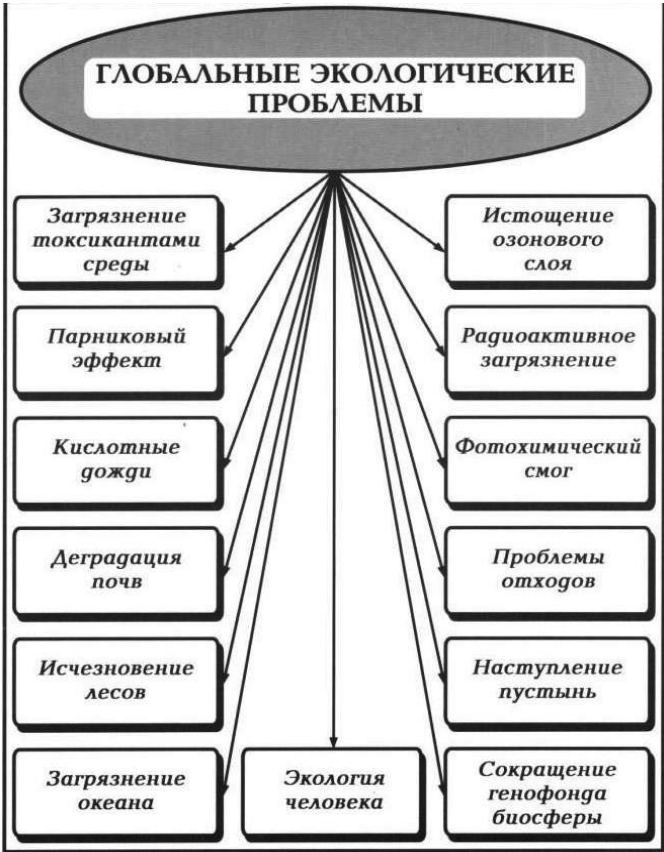 ГЛОБАЛЬНЫЕ ЭКОЛОГИЧЕСКИЕ
ПРОБЛЕМЫ
Загрязнение
токсикантами
среды
Парниковый
эффект
Кислотные
дожди
Деградация
почв
Исчезновение
лесов
Загрязнение
океана
Экология
человека
Истощение
озонового
слоя
Радиоактивное
загрязнение
Фотохимический
смог
Проблемы
отходов
Наступление
пустынь
Сокращение
генофонда
биосферы